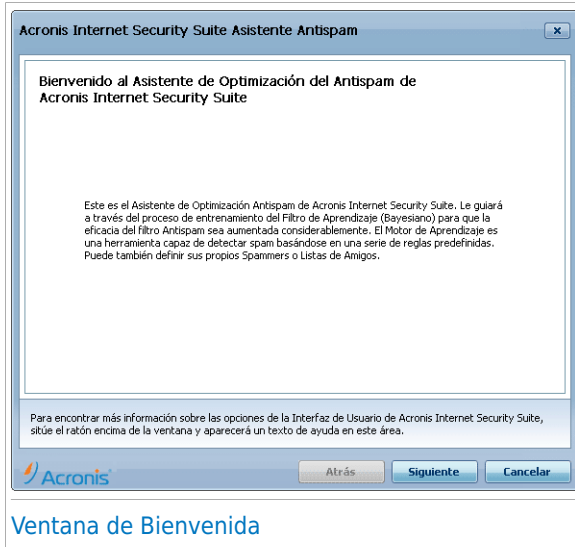 Acronis Internet Security Suite Asistente Antispam
Bienvenido al Asistente de Optimización del Antispam de
Acronis Internet Security Suite
Este es el Asistente de Optimización Antispam de Acronis Internet Security Suite. Le guiará
a través del proceso de entrenamiento del Filtro de Aprendizaje (Bayesiano) para que la
eficacia del filtro Antispam sea aumentada considerablemente. El Motor de Aprendizaje es
una herramienta capaz de detectar spam basándose en una serie de reglas predefinidas.
Puede también definir sus propios Spammers o Listas de Amigos.
Para encontrar más información sobre las opciones de la Interfaz de Usuario de Acronis Internet Security Suite,
sitúe el ratón encima de la ventana y aparecerá un texto de ayuda en este área.
Acronis
Atrás
Siguiente
Cancelar
Ventana de Bienvenida